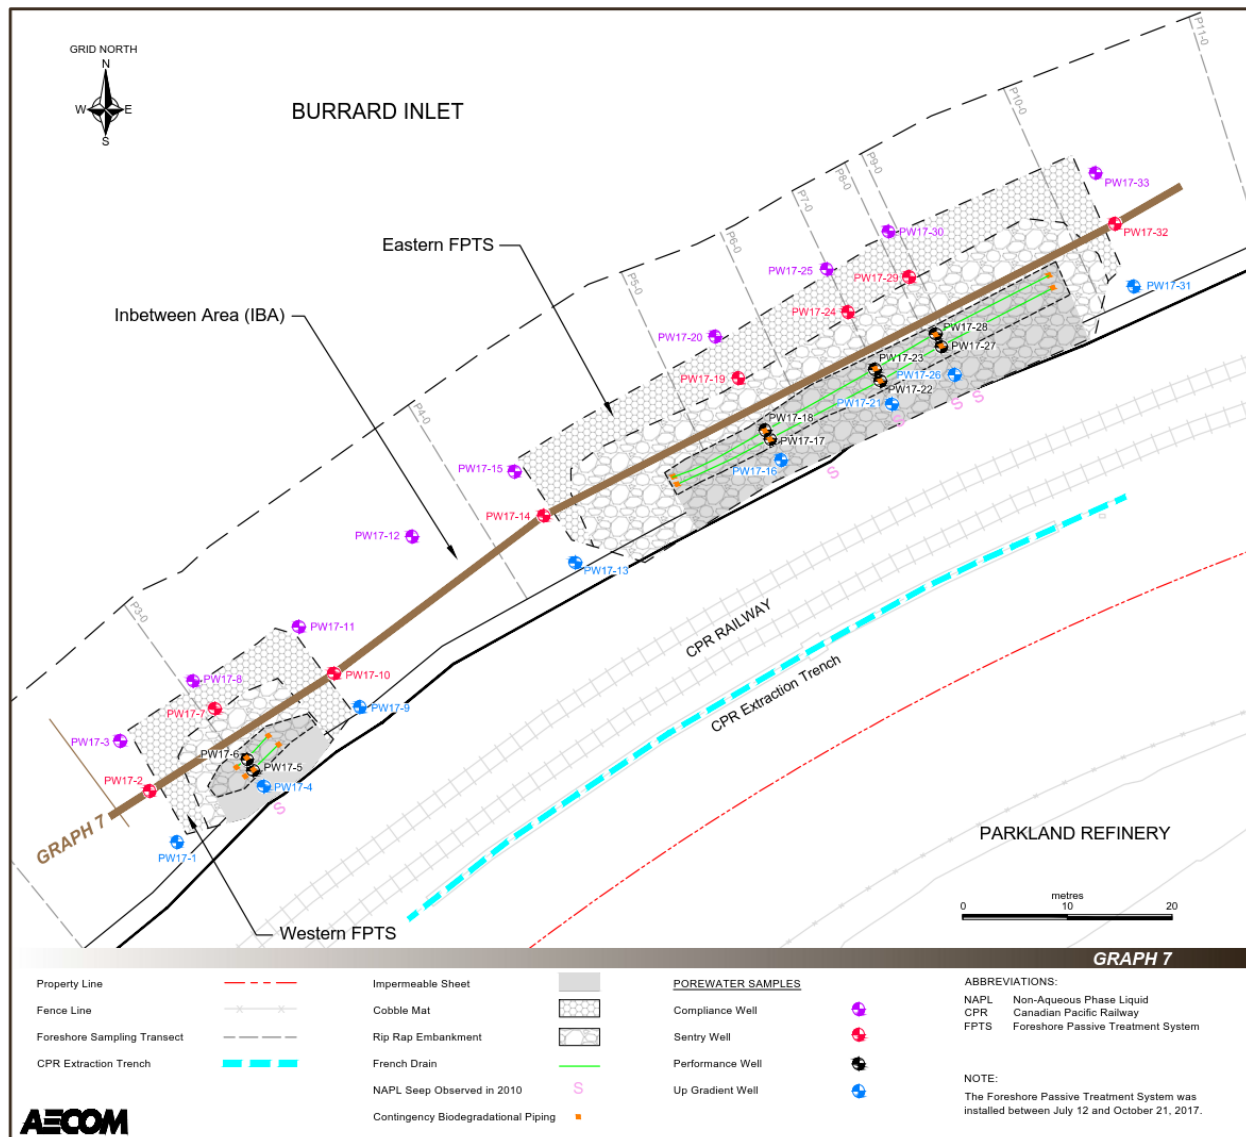 GRID NORTH
N
W E
S
BURRARD INLET
P11-0
P10-0
P9-0
P8-0
P7-0
P6-0
P5-0
P4-0
P3-0
PW17-33
PW17-32
PW17-31
PW17-30
PW17-29
PW17-28
PW17-27
PW17-26
PW17-25
PW17-24
PW17-23
PW17-22
PW17-21
PW17-20
PW17-19
PW17-18
PW17-17
PW17-16
PW17-15
PW17-14
PW17-13
PW17-12
PW17-11
PW17-10
PW17-9
PW17-8
PW17-7
PW17-6
PW17-5
PW17-4
PW17-3
PW17-2
PW17-1
S
S
S
S
S
Eastern FPTS
Inbetween Area (IBA)
Western FPTS
GRAPH 7
CPR RAILWAY
CPR Extraction Trench
PARKLAND REFINERY
metres
0 10 20
GRAPH 7
Property Line
Fence Line
Foreshore Sampling Transect
CPR Extraction Trench
Impermeable Sheet
Cobble Mat
Rip Rap Embankment
French Drain
NAPL Seep Observed in 2010 S
Contingency Biodegradational Piping
POREWATER SAMPLES
Compliance Well
Sentry Well
Performance Well
Up Gradient Well
ABBREVIATIONS:
NAPL Non-Aqueous Phase Liquid
CPR Canadian Pacific Railway
FPTS Foreshore Passive Treatment System
NOTE:
The Foreshore Passive Treatment System was
installed between July 12 and October 21, 2017.
AECOM